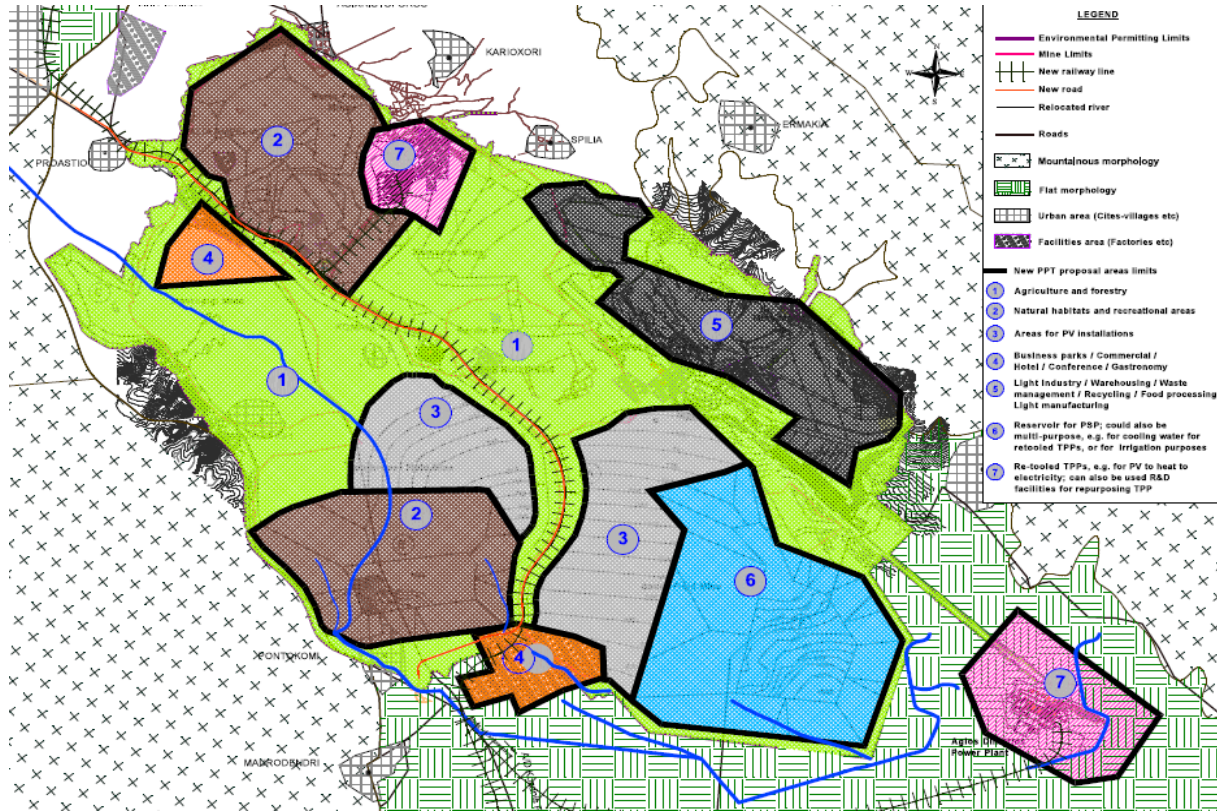 LEGEND
Environmental Permitting Limits
Mine Limits
New railway line
New road
Relocated river
Roads
Mountainous morphology
Flat morphology
Urban area (Cites-villages etc)
Facilities area (Factories etc)
New PPT proposal areas limits
1 Agriculture and forestry
2 Natural habitats and recreational areas
3 Areas for PV installations
4 Business parks / Commercial /
Hotel / Conference / Gastronomy
5 Light Industry / Warehousing / Waste
management / Recycling / Food processing
Light manufacturing
6 Reservoir for PSP; could also be
multi-purpose, e.g. for cooling water for
retooled TPPs, or for irrigation purposes
7 Re-tooled TPPs, e.g. for PV to heat to
electricity; can also be used R&D
facilities for repurposing TPP
KARIOXORI
ERMAKIA
SPILIA
PROASTIO
2
7
4
5
1
1
3
2
3
6
PONTOKOMI
4
7
MAVRODENDRI
Agios
Power Plant
N
W
E
S